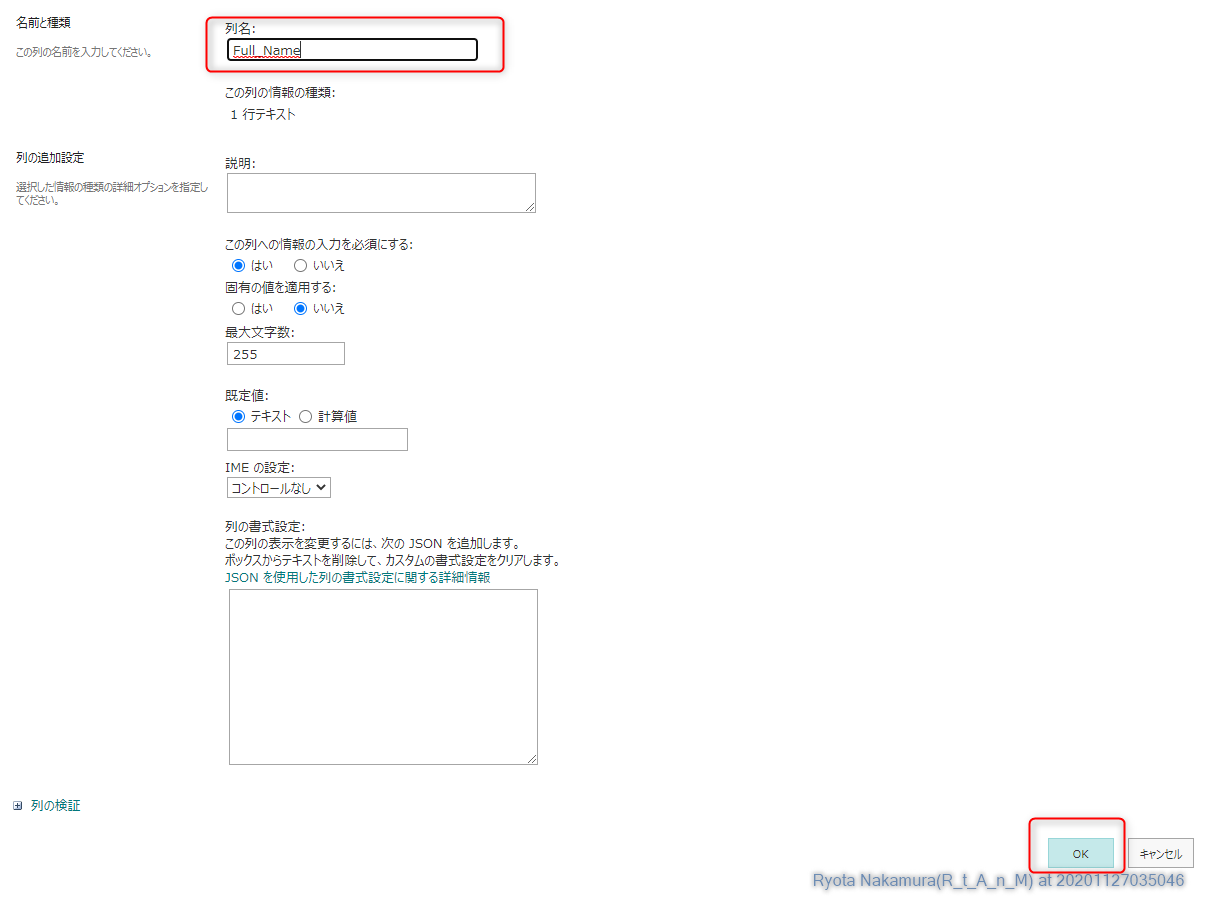 名前と種類
この列の名前を入力してください。
列名:
Full_Name
この列の情報の種類:
1 行テキスト
列の追加設定
選択した情報の種類の詳細オプションを指定し
てください。
説明:
この列への情報の入力を必須にする:
はい いいえ
固有の値を適用する:
はい いいえ
最大文字数:
255
既定値:
テキスト 計算値
IME の設定:
コントロールなし
列の書式設定:
この列の表示を変更するには、次の JSON を追加します。
ボックスからテキストを削除して、カスタムの書式設定をクリアします。
JSON を使用した列の書式設定に関する詳細情報
列の検証
OK キャンセル
Ryota Nakamura(R_t_A_n_M) at 20201127035046